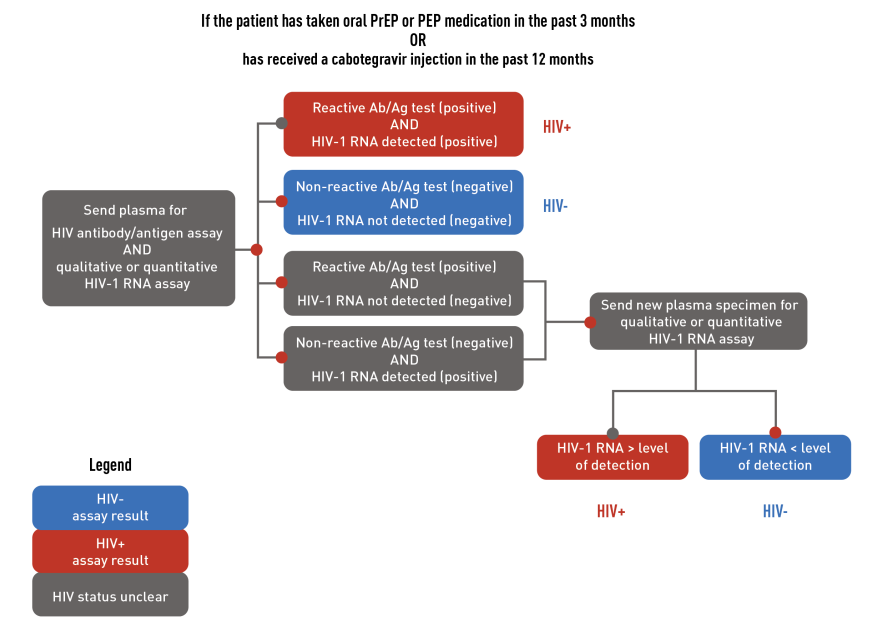 If the patient has taken oral PrEP or PEP medication in the past 3 months
OR
has received a cabotegravir injection in the past 12 months
Send plasma for
HIV antibody/antigen assay
AND
qualitative or quantitative
HIV-1 RNA assay
Reactive Ab/Ag test (positive)
AND
HIV-1 RNA detected (positive)
HIV+
Non-reactive Ab/Ag test (negative)
AND
HIV-1 RNA not detected (negative)
HIV-
Reactive Ab/Ag test (positive)
AND
HIV-1 RNA not detected (negative)
Non-reactive Ab/Ag test (negative)
AND
HIV-1 RNA detected (positive)
Send new plasma specimen for
qualitative or quantitative
HIV-1 RNA assay
HIV-1 RNA > level
of detection
HIV+
HIV-1 RNA < level
of detection
HIV-
Legend
HIV-
assay result
HIV+
assay result
HIV status unclear